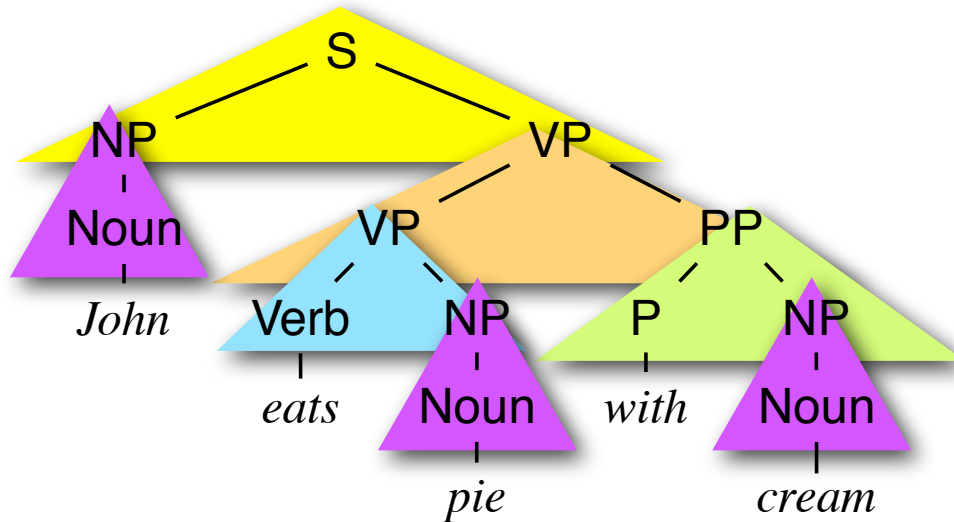 S
NP VP
Noun VP PP
John Verb NP P NP
eats Noun with Noun
pie cream